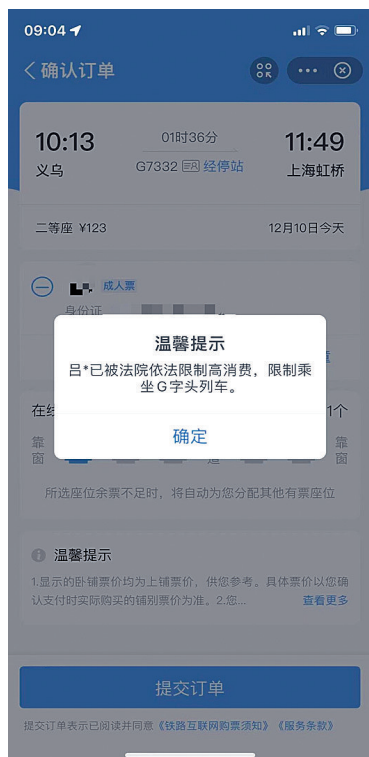 09:04
确认订单
10:13
01时36分
11:49
义乌
G7332
经停站
上海虹桥
二等座 ¥123
12月10日今天
成人票
身份证
温馨提示
吕*已被法院依法限制高消费，限制乘
坐G字头列车。
确定
在线
1个
靠窗
靠窗
所选座位余票不足时，将自动为您分配其他有票座位
温馨提示
1.显示的卧铺票价均为上铺票价，供您参考。具体票价以您确
认支付时实际购买的铺别票价为准。2.您...
查看更多
提交订单
提交订单表示已阅读并同意《铁路互联网购票须知》《服务条款》